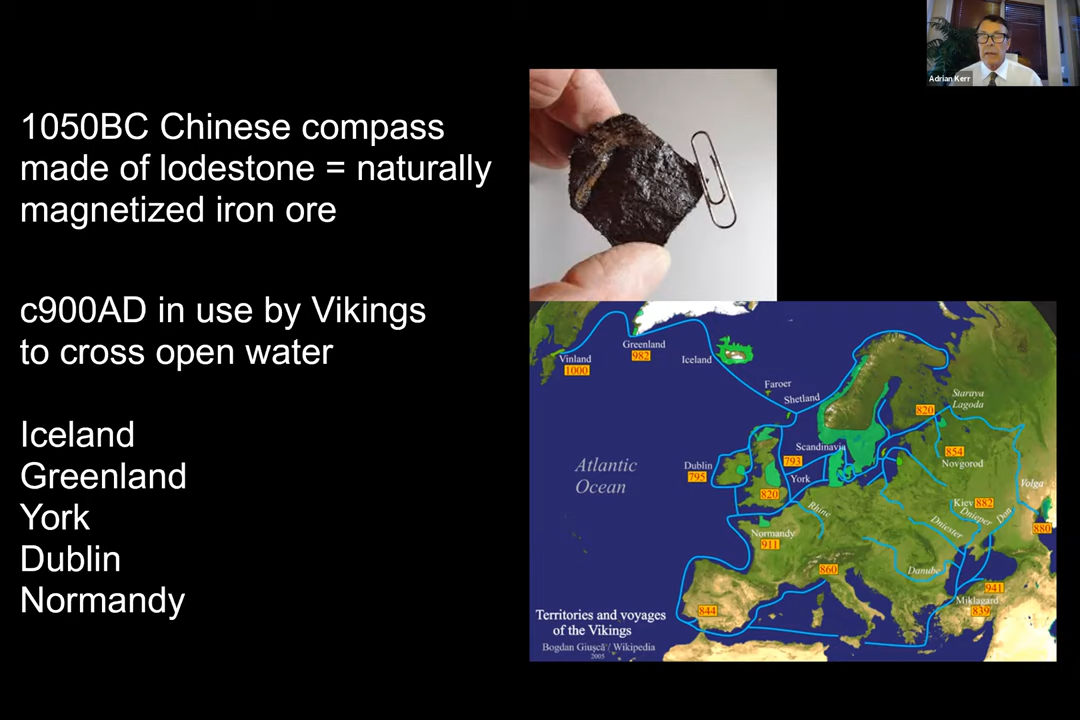 Adrian Kerr
1050BC Chinese compass
made of lodestone = naturally
magnetized iron ore
c900AD in use by Vikings
to cross open water
Iceland
Greenland
York
Dublin
Normandy
Vinland
1000
Greenland
982
Iceland
Faroer
Shetland
Scandinavia
Staraya
Lagoda
820
854
Novgorod
Atlantic
Ocean
Dublin
795
793
York
820
Volga
Kiev 882
Dnieper
Don
Dniester
880
Rhine
Normandy
911
860
Danube
941
Miklagard
839
844
Territories and voyages
of the Vikings
Bogdan Giuşcă / Wikipedia
2005